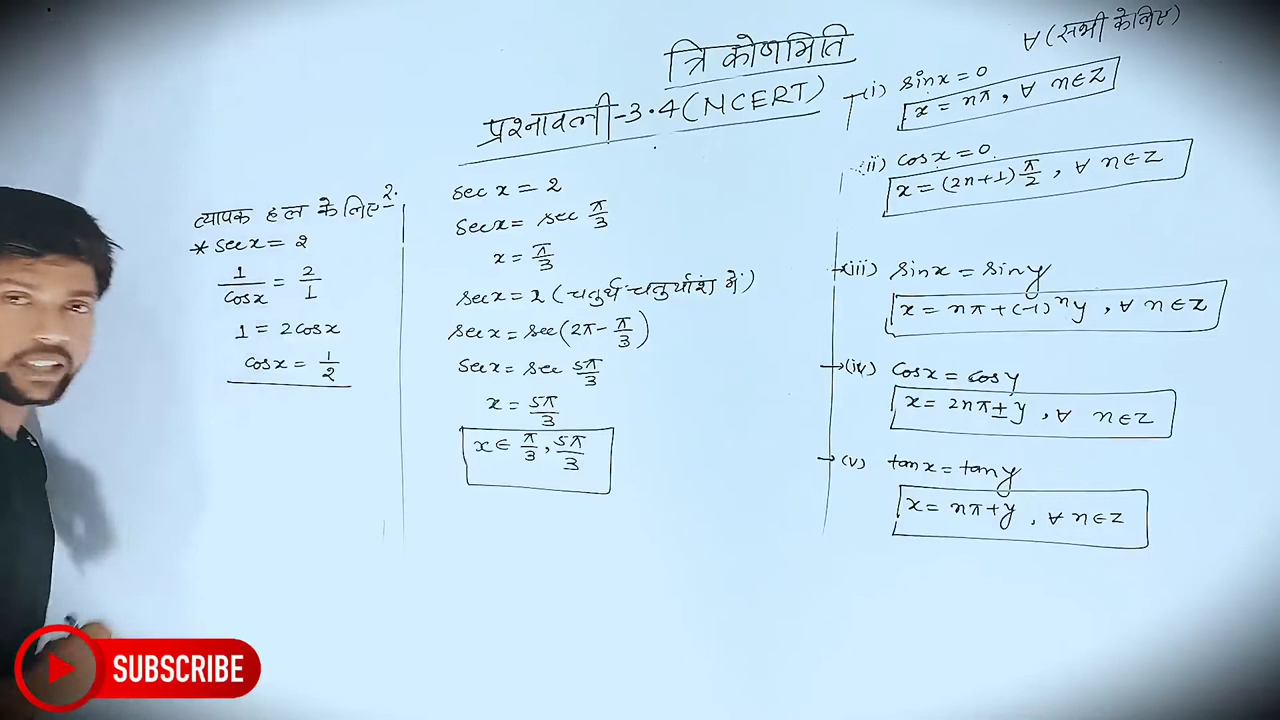 त्रिकोणमिति
प्रश्नावली-3.4 (NCERT)
∀ (सभी के लिए)
व्यापक हल के लिए
2.
* sec x = 2
1/cos x = 2/1
1 = 2cos x
cos x = 1/2
sec x = 2
sec x = sec π/3
x = π/3
sec x = 2 (चतुर्थ चतुर्थांश में)
sec x = sec (2π - π/3)
sec x = sec 5π/3
x = 5π/3
x ∈ π/3, 5π/3
(i) sin x = 0
x = nπ, ∀ n∈Z
(ii) cos x = 0
x = (2n+1) π/2, ∀ n∈Z
(iii) sin x = sin y
x = nπ + (-1)ⁿy, ∀ n∈Z
(iv) cos x = cos y
x = 2nπ ± y, ∀ n∈Z
(v) tan x = tan y
x = nπ + y, ∀ n∈Z
SUBSCRIBE